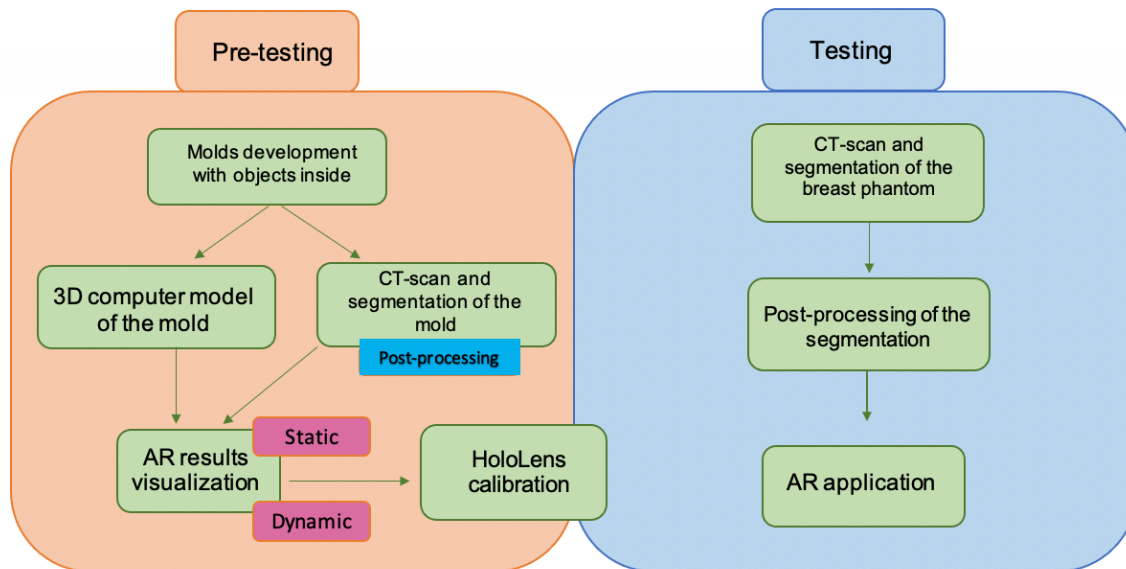 Pre-testing
Molds development
with objects inside
3D computer model
of the mold
CT-scan and
segmentation of the
mold
Post-processing
AR results
visualization
Static
Dynamic
HoloLens
calibration
Testing
CT-scan and
segmentation of the
breast phantom
Post-processing of the
segmentation
AR application